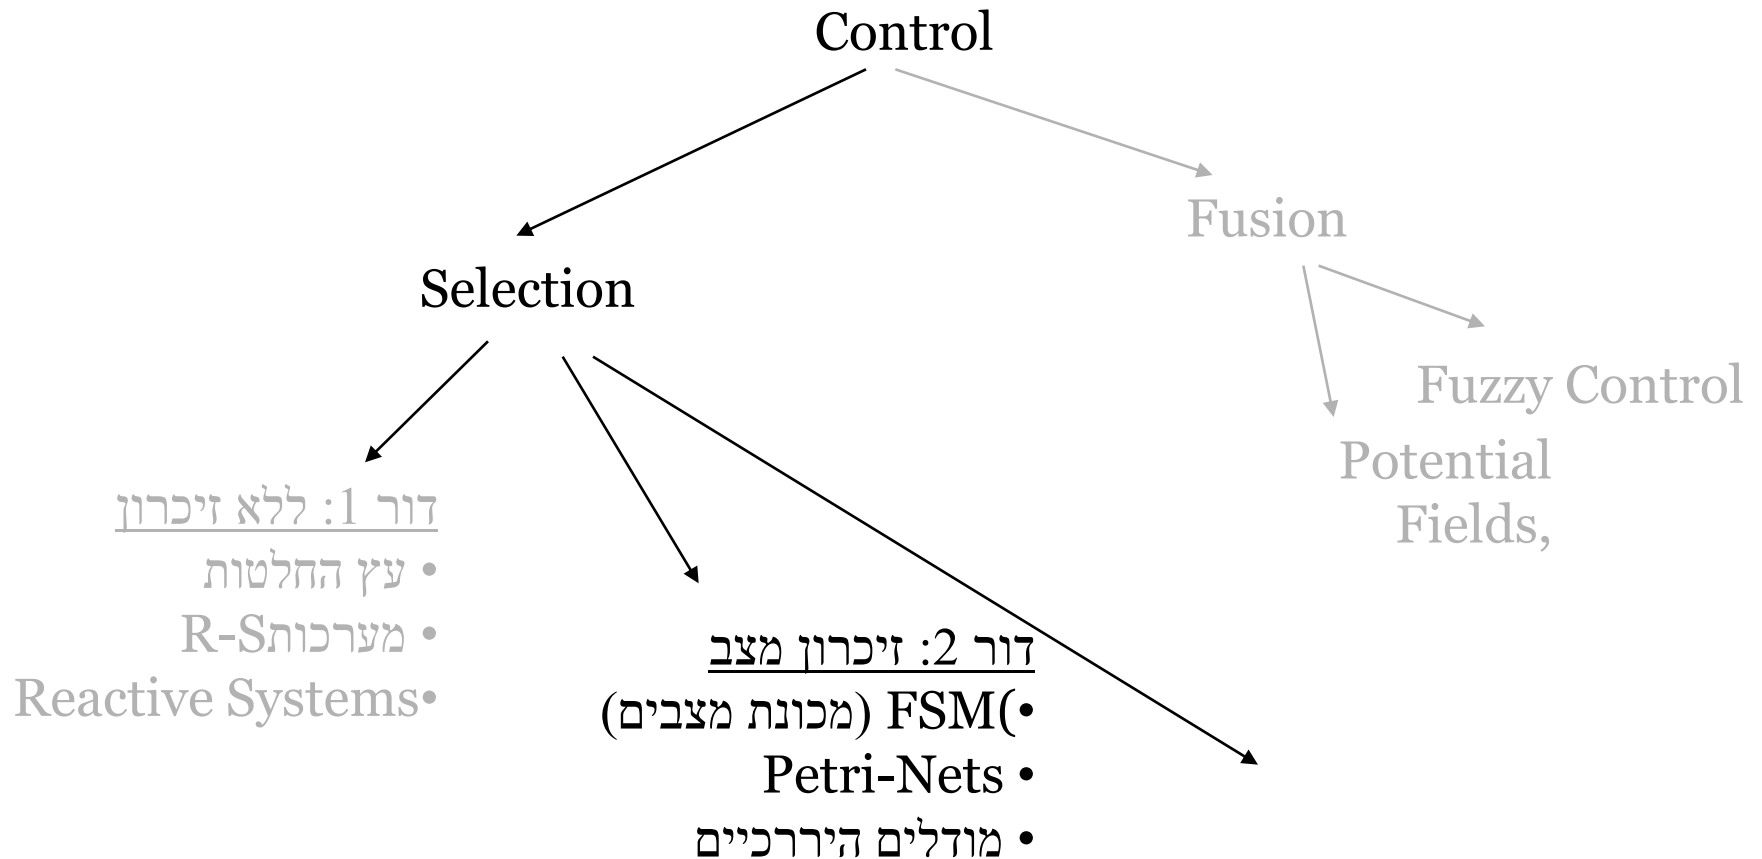 Control
Fusion
Selection
Fuzzy Control
Potential
Fields,
דור 1: ללא זיכרון
• עץ החלטות
• מערכותR-S
•Reactive Systems
דור 2: זיכרון מצב
•)FSM (מכונת מצבים)
• Petri-Nets
• מודלים היררכיים